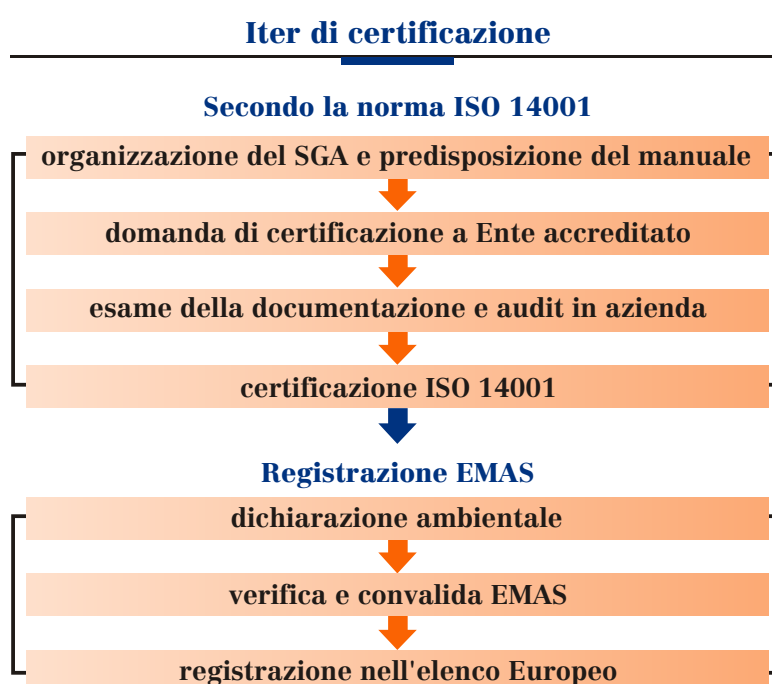 Iter di certificazione
Secondo la norma ISO 14001
organizzazione del SGA e predisposizione del manuale
domanda di certificazione a Ente accreditato
esame della documentazione e audit in azienda
certificazione ISO 14001
Registrazione EMAS
dichiarazione ambientale
verifica e convalida EMAS
registrazione nell'elenco Europeo